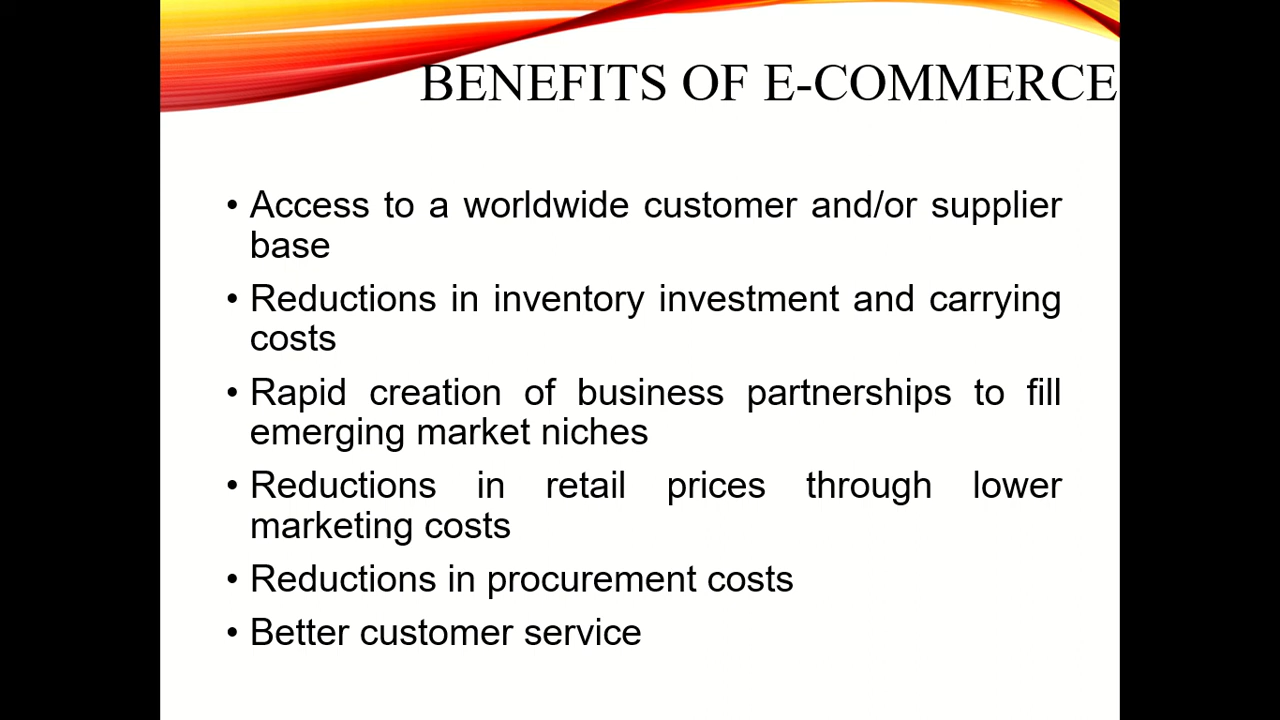 BENEFITS OF E-COMMERCE
• Access to a worldwide customer and/or supplier
base
• Reductions in inventory investment and carrying
costs
• Rapid creation of business partnerships to fill
emerging market niches
• Reductions in retail prices through lower
marketing costs
• Reductions in procurement costs
• Better customer service